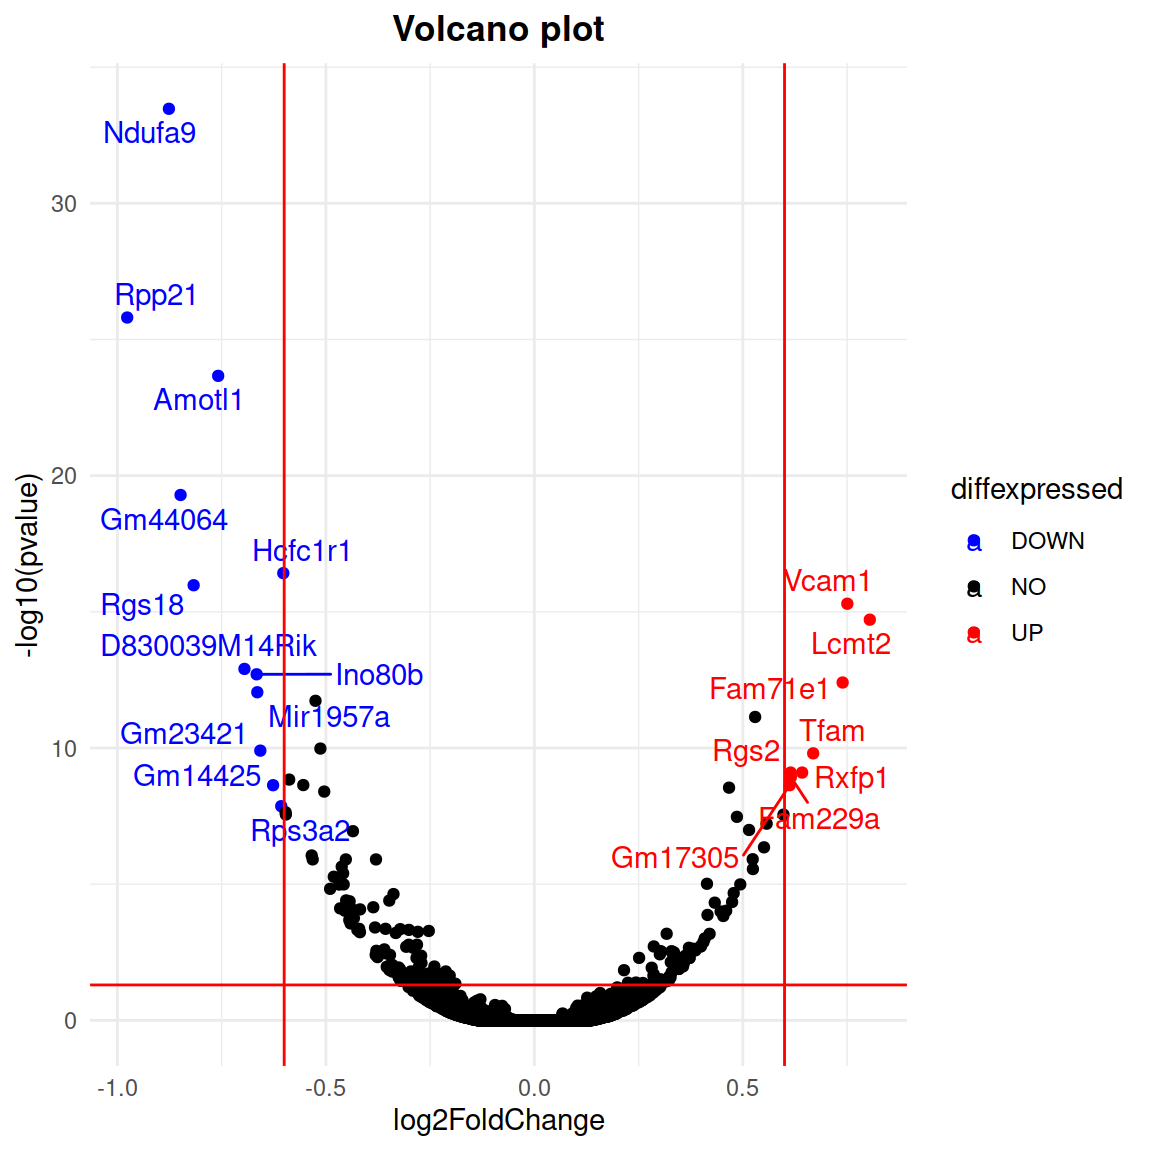 Volcano plot
Ndufa9
30
Rpp21
Amotl1
20
Gm44064
Hcfc1r1
Rgs18
Vcam1
Lcmt2
D830039M14Rik
Ino80b
Fam71e1
Mir1957a
Gm23421
Tfam
10
Rgs2
Gm14425
Rxfp1
Fam229a
Rps3a2
Gm17305
0
-1.0
-0.5
0.0
0.5
log2FoldChange
-log10(pvalue)
diffexpressed
a DOWN
a NO
a UP